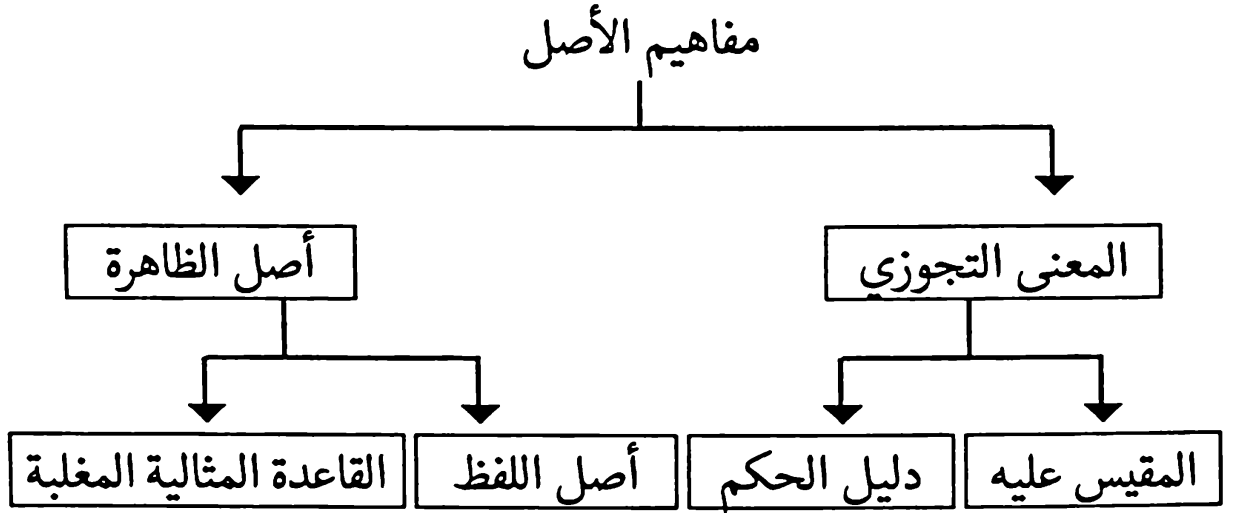 مفاهيم الأصل
المعنى التجوزي
أصل الظاهرة
المقيس عليه
دليل الحكم
أصل اللفظ
القاعدة المثالية المغلبة